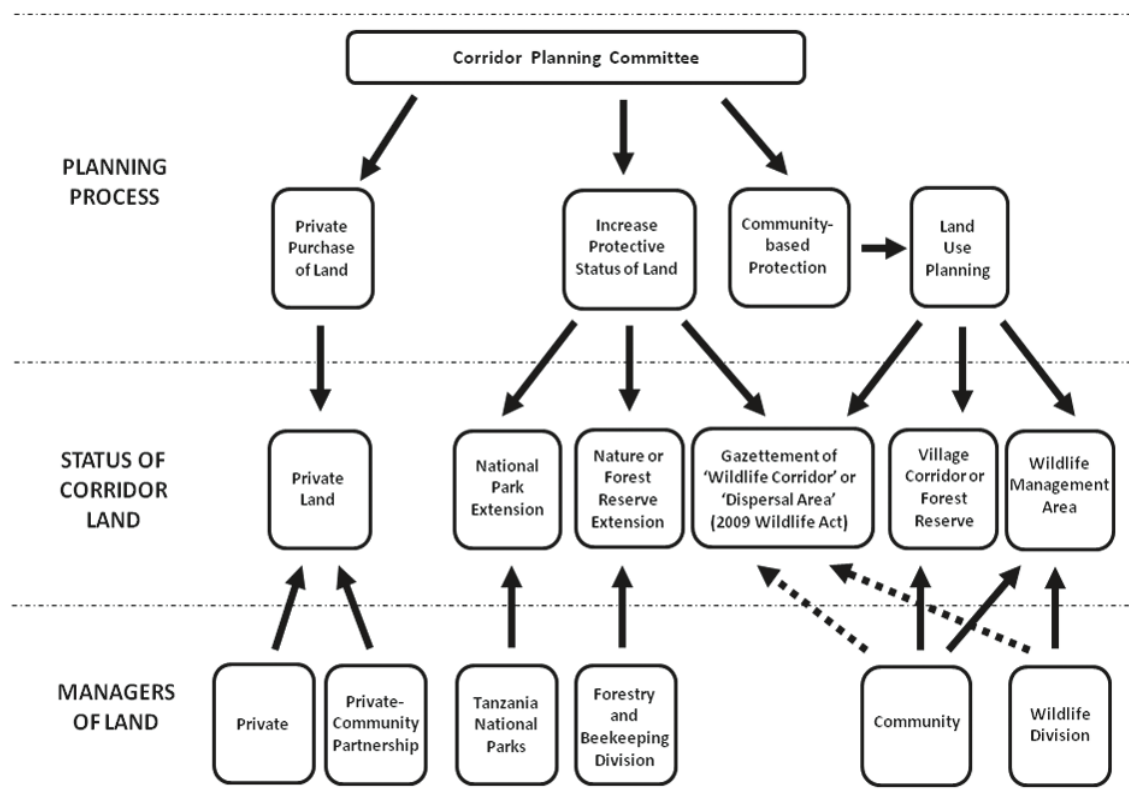 Corridor Planning Committee
PLANNING
PROCESS
Private
Purchase
of Land
Increase
Protective
Status of Land
Community-
based
Protection
Land
Use
Planning
STATUS OF
CORRIDOR
LAND
Private
Land
National
Park
Extension
Nature or
Forest
Reserve
Extension
Gazettement of
‘Wildlife Corridor’ or
‘Dispersal Area’
(2009 Wildlife Act)
Village
Corridor or
Forest
Reserve
Wildlife
Management
Area
MANAGERS
OF LAND
Private
Private-
Community
Partnership
Tanzania
National
Parks
Forestry
and
Beekeeping
Division
Community
Wildlife
Division